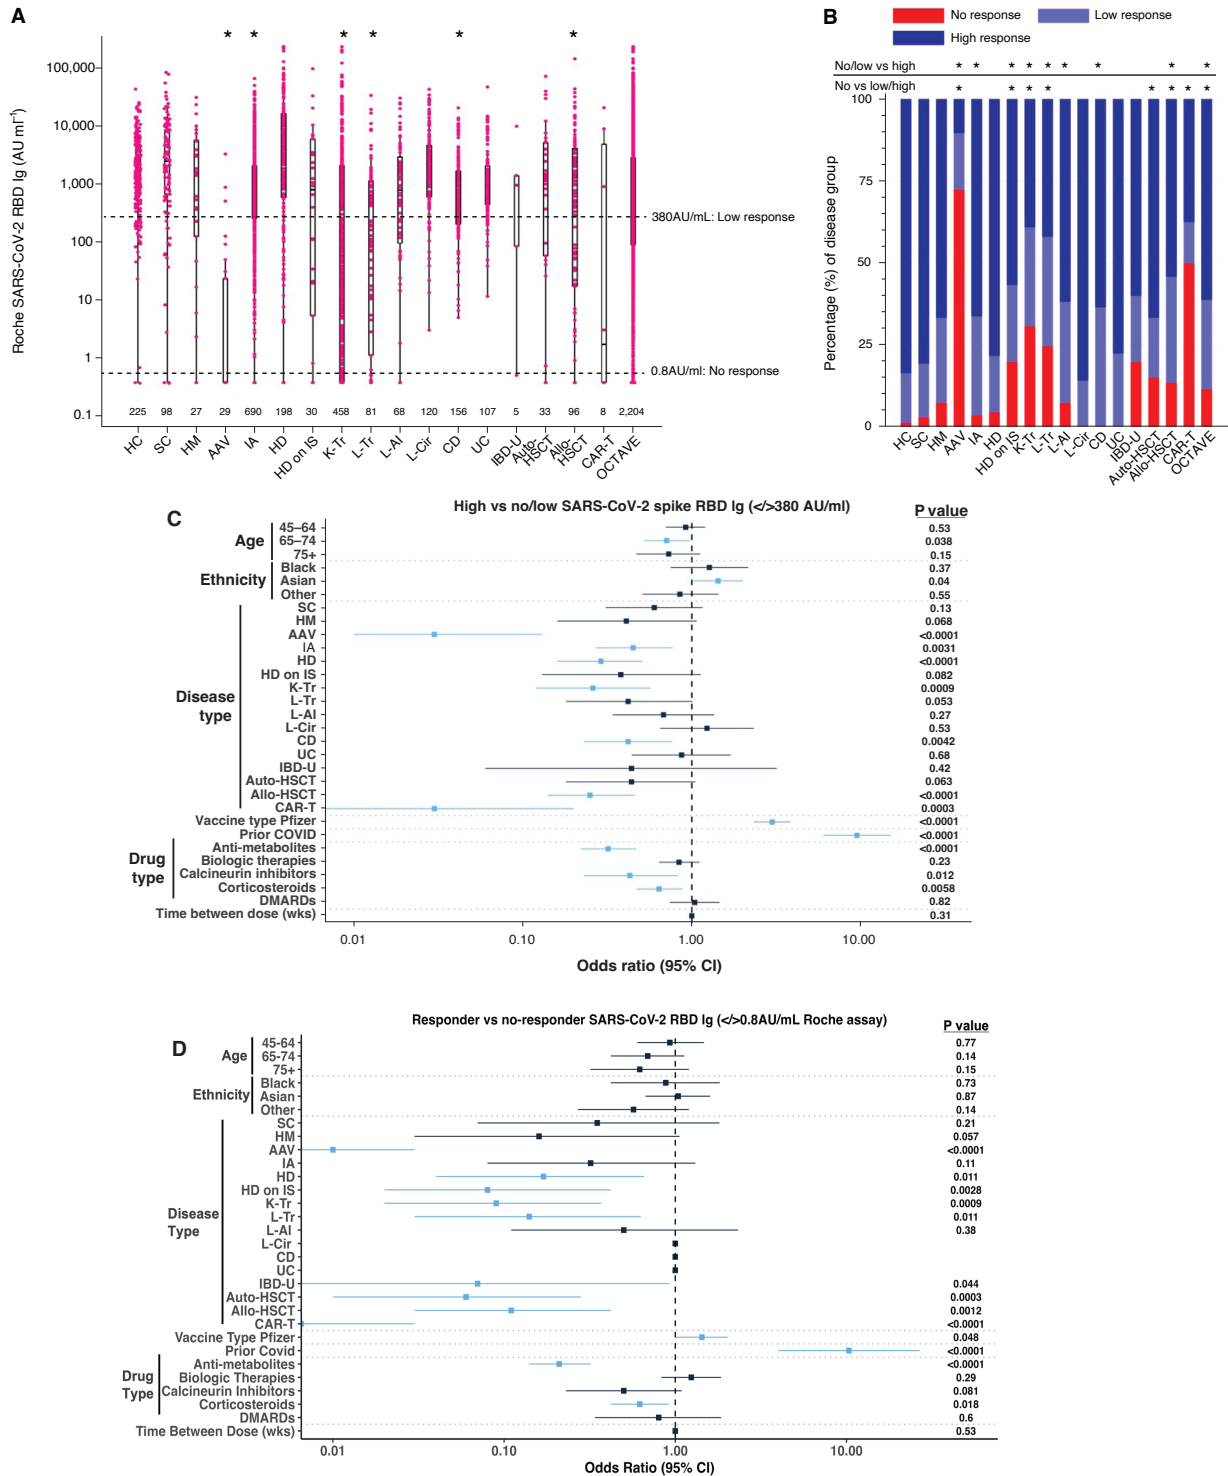 A
Roche SARS-CoV-2 RBD Ig (AU ml⁻¹)
* * * * * *
100,000
10,000
1,000
100
10
1
0.1
380AU/mL: Low response
0.8AU/ml: No response
225 98 27 29 690 198 30 458 81 68 120 156 107 5 33 96 8 2,204
HC SC HM AAV IA HD HD on IS K-Tr L-Tr L-AI L-Cir CD UC IBD-U Auto-HSCT Allo-HSCT CAR-T OCTAVE
B
No response Low response
High response
No/low vs high * * * * * * * * *
No vs low/high * * * * * * * *
Percentage (%) of disease group
100
75
50
25
0
HC SC HM AAV IA HD HD on IS K-Tr L-Tr L-AI L-Cir CD UC IBD-U Auto-HSCT Allo-HSCT CAR-T OCTAVE
C
High vs no/low SARS-CoV-2 spike RBD Ig (</>380 AU/ml)
P value
Age
45–64 0.53
65–74 0.038
75+ 0.15
Ethnicity
Black 0.37
Asian 0.04
Other 0.55
Disease type
SC 0.13
HM 0.068
AAV <0.0001
IA 0.0031
HD <0.0001
HD on IS 0.082
K-Tr 0.0009
L-Tr 0.053
L-AI 0.27
L-Cir 0.53
CD 0.0042
UC 0.68
IBD-U 0.42
Auto-HSCT 0.063
Allo-HSCT <0.0001
CAR-T 0.0003
Vaccine type Pfizer <0.0001
Prior COVID <0.0001
Drug type
Anti-metabolites <0.0001
Biologic therapies 0.23
Calcineurin inhibitors 0.012
Corticosteroids 0.0058
DMARDs 0.82
Time between dose (wks) 0.31
0.01 0.10 1.00 10.00
Odds ratio (95% CI)
D
Responder vs no-responder SARS-CoV-2 RBD Ig (</>0.8AU/mL Roche assay)
P value
Age
45-64 0.77
65-74 0.14
75+ 0.15
Ethnicity
Black 0.73
Asian 0.87
Other 0.14
Disease Type
SC 0.21
HM 0.057
AAV <0.0001
IA 0.11
HD 0.011
HD on IS 0.0028
K-Tr 0.0009
L-Tr 0.011
L-AI 0.38
L-Cir
CD
UC
IBD-U 0.044
Auto-HSCT 0.0003
Allo-HSCT 0.0012
CAR-T <0.0001
Vaccine Type Pfizer 0.048
Prior Covid <0.0001
Drug Type
Anti-metabolites <0.0001
Biologic Therapies 0.29
Calcineurin Inhibitors 0.081
Corticosteroids 0.018
DMARDs 0.6
Time Between Dose (wks) 0.53
0.01 0.10 1.00 10.00
Odds Ratio (95% CI)